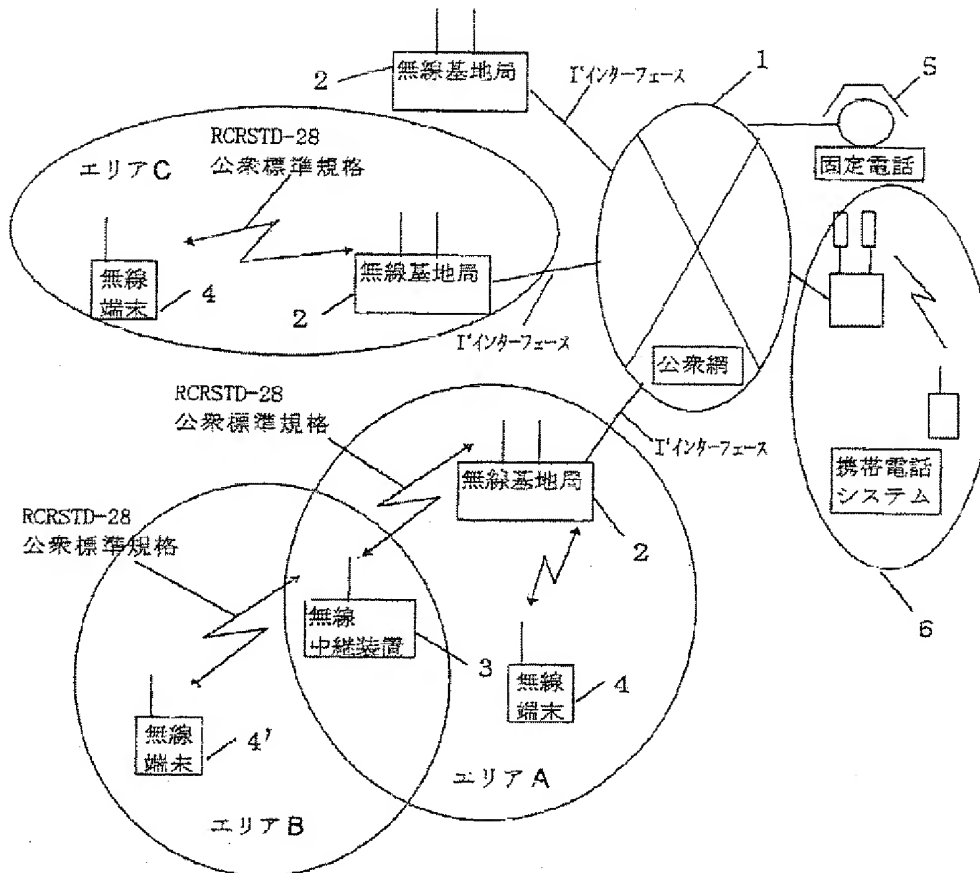 2
無線基地局
I'インターフェース
1
5
固定電話
RCRSTD-28
公衆標準規格
エリアC
無線
端末
4
無線基地局
2
I'インターフェース
公衆網
RCRSTD-28
公衆標準規格
I'インターフェース
無線基地局
2
携帯電話
システム
6
RCRSTD-28
公衆標準規格
無線
中継装置
3
無線
端末
4
無線
端末
4'
エリアA
エリアB